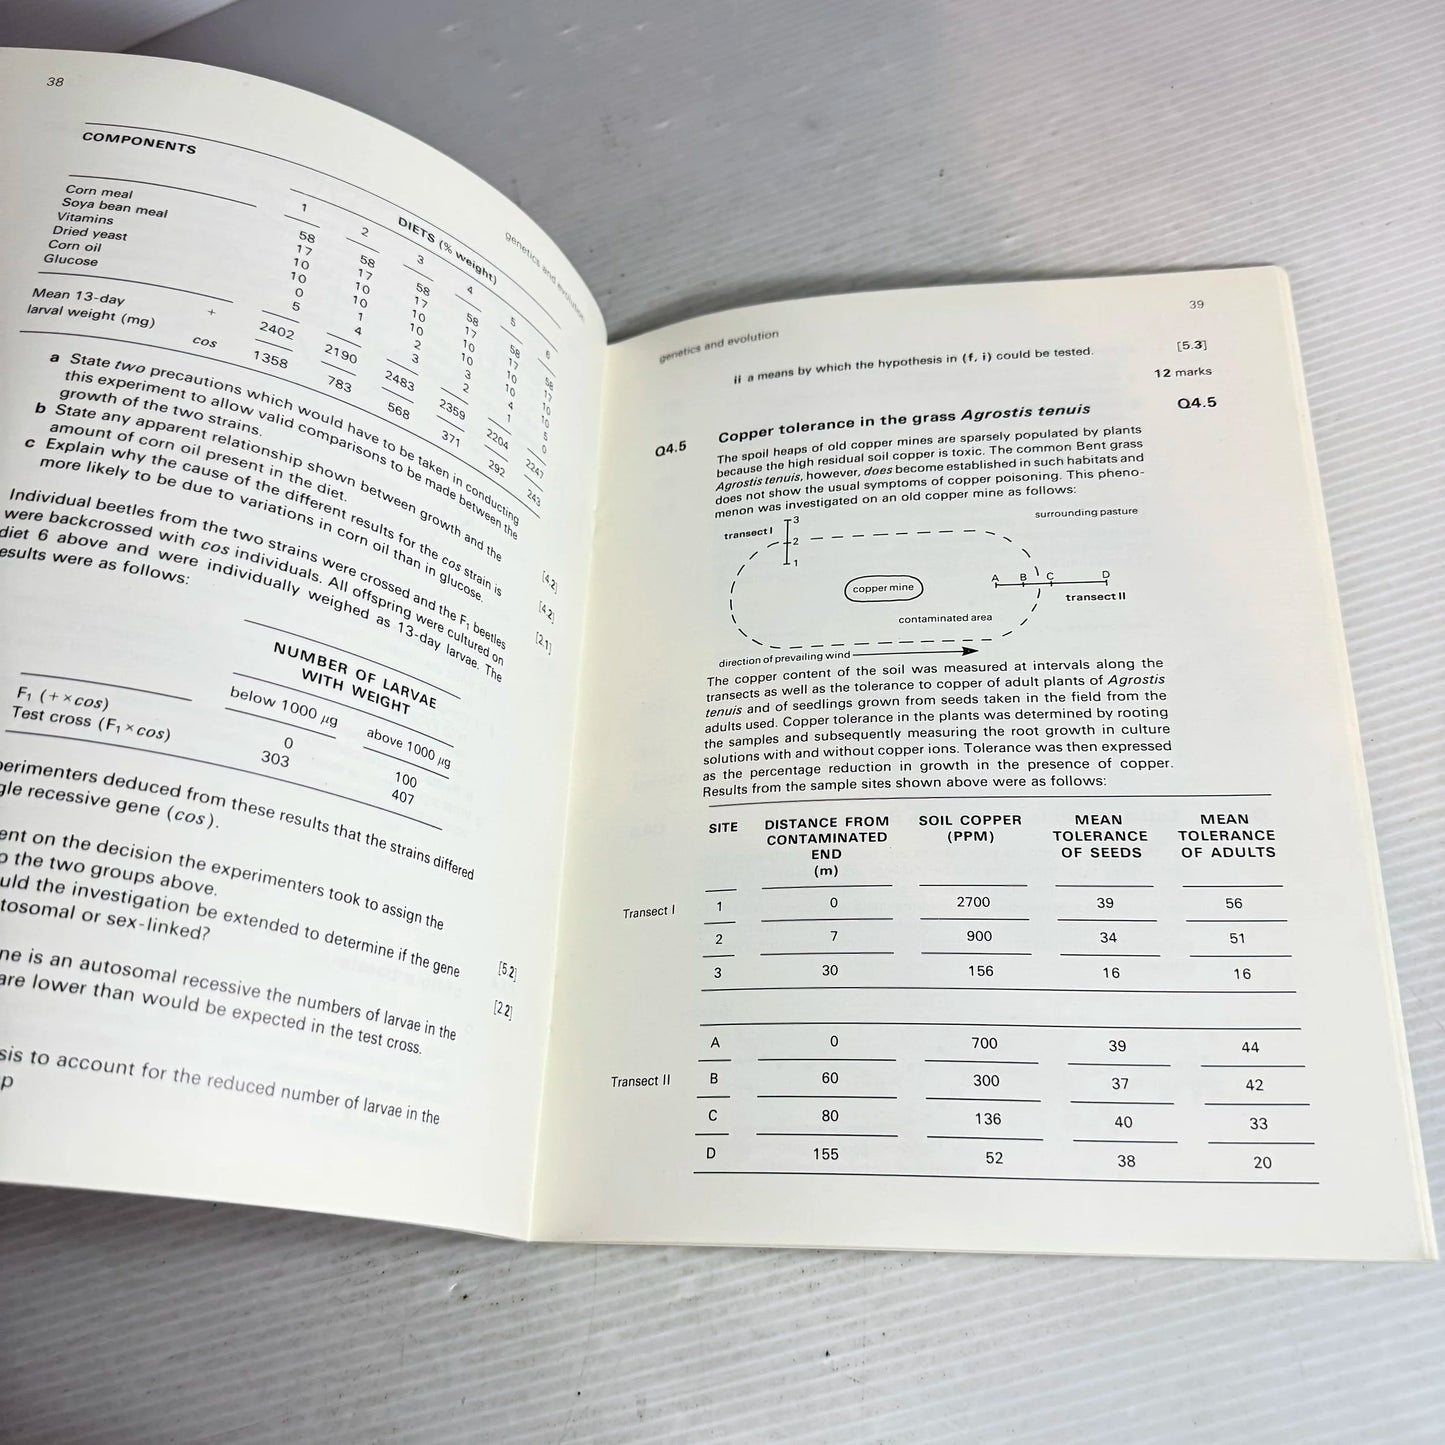 38
genetics and evolution
COMPONENTS
DIETS (% weight)
1 2 3 4 5 6
Corn meal 58 58 58 58 58 58
Soya bean meal 17 17 17 17 17 17
Vitamins 10 10 10 10 10 10
Dried yeast 10 10 10 10 10 10
Corn oil 0 1 2 3 4 5
Glucose 5 4 3 2 1 0
Mean 13-day
larval weight (mg)
+ 2402 2190 2483 2359 2204 2247
cos 1358 783 568 371 292 243
a State two precautions which would have to be taken in conducting
this experiment to allow valid comparisons to be made between the
growth of the two strains. [4.2]
b State any apparent relationship shown between growth and the
amount of corn oil present in the diet. [4.2]
c Explain why the cause of the different results for the cos strain is
more likely to be due to variations in corn oil than in glucose. [2.1]
Individual beetles from the two strains were crossed and the F1 beetles
were backcrossed with cos individuals. All offspring were cultured on
diet 6 above and were individually weighed as 13-day larvae. The
esults were as follows:
NUMBER OF LARVAE
WITH WEIGHT
below 1000 µg above 1000 µg
F1 (+ × cos) 0 100
Test cross (F1 × cos) 303 407
perimenters deduced from these results that the strains differed
gle recessive gene (cos).
ent on the decision the experimenters took to assign the
o the two groups above.
uld the investigation be extended to determine if the gene
tosomal or sex-linked? [5.2]
ne is an autosomal recessive the numbers of larvae in the
are lower than would be expected in the test cross. [2.2]
sis to account for the reduced number of larvae in the
p
39
genetics and evolution
ii a means by which the hypothesis in (f, i) could be tested. [5.3]
12 marks
Q4.5 Copper tolerance in the grass Agrostis tenuis Q4.5
The spoil heaps of old copper mines are sparsely populated by plants
because the high residual soil copper is toxic. The common Bent grass
Agrostis tenuis, however, does become established in such habitats and
does not show the usual symptoms of copper poisoning. This pheno-
menon was investigated on an old copper mine as follows:
surrounding pasture
transect I
3
2
1
copper mine
A B C D
transect II
contaminated area
direction of prevailing wind
The copper content of the soil was measured at intervals along the
transects as well as the tolerance to copper of adult plants of Agrostis
tenuis and of seedlings grown from seeds taken in the field from the
adults used. Copper tolerance in the plants was determined by rooting
the samples and subsequently measuring the root growth in culture
solutions with and without copper ions. Tolerance was then expressed
as the percentage reduction in growth in the presence of copper.
Results from the sample sites shown above were as follows:
SITE DISTANCE FROM SOIL COPPER MEAN MEAN
CONTAMINATED (PPM) TOLERANCE TOLERANCE
END OF SEEDS OF ADULTS
(m)
Transect I 1 0 2700 39 56
2 7 900 34 51
3 30 156 16 16
A 0 700 39 44
Transect II B 60 300 37 42
C 80 136 40 33
D 155 52 38 20